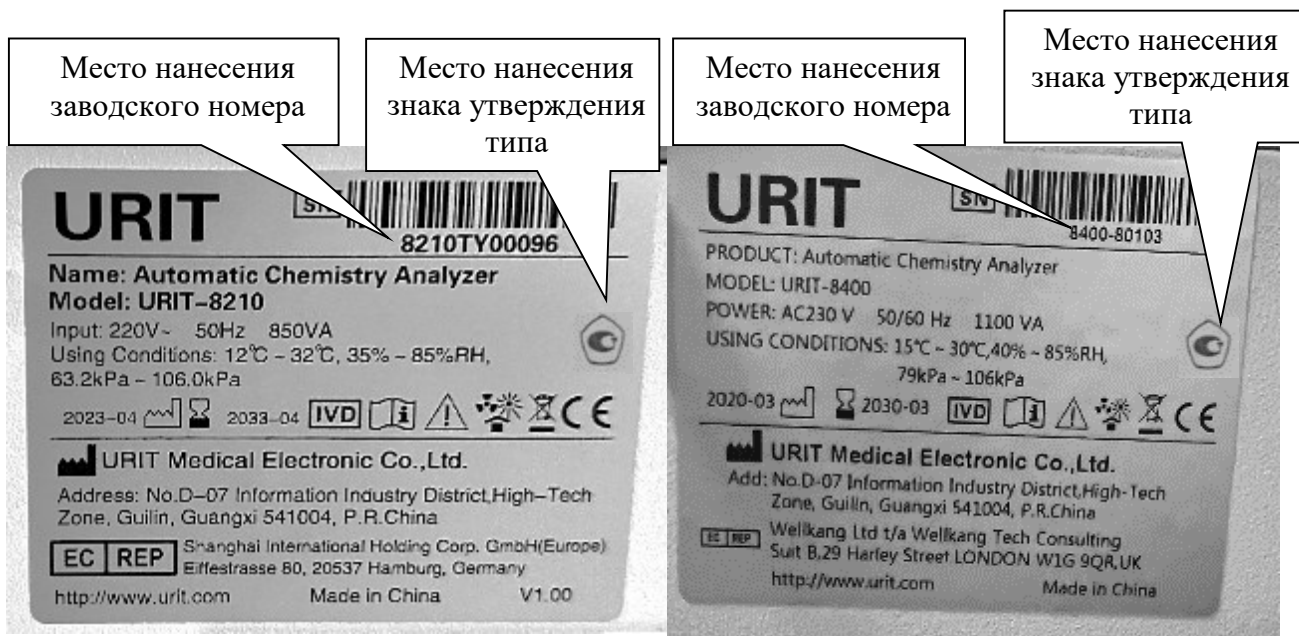 Место нанесения
заводского номера
Место нанесения
знака утверждения
типа
Место нанесения
заводского номера
Место нанесения
знака утверждения
типа
URIT
SN
8210TY00096
Name: Automatic Chemistry Analyzer
Model: URIT-8210
Input: 220V~ 50Hz 850VA
Using Conditions: 12℃ ~ 32℃, 35% ~ 85%RH,
63.2kPa ~ 106.0kPa
2023-04 2033-04 IVD CE
URIT Medical Electronic Co.,Ltd.
Address: No.D-07 Information Industry District,High-Tech
Zone, Guilin, Guangxi 541004, P.R.China
EC REP Shanghai International Holding Corp. GmbH(Europe)
Eiffestrasse 80, 20537 Hamburg, Germany
http://www.urit.com Made in China V1.00
URIT
SN
8400-80103
PRODUCT: Automatic Chemistry Analyzer
MODEL: URIT-8400
POWER: AC230 V 50/60 Hz 1100 VA
USING CONDITIONS: 15℃ ~ 30℃,40% ~ 85%RH,
79kPa ~ 106kPa
2020-03 2030-03 IVD CE
URIT Medical Electronic Co.,Ltd.
Add: No.D-07 Information Industry District,High-Tech
Zone, Guilin, Guangxi 541004, P.R.China
EC REP Wellkang Ltd t/a Wellkang Tech Consulting
Suit B,29 Harley Street LONDON W1G 9QR,UK
http://www.urit.com Made in China